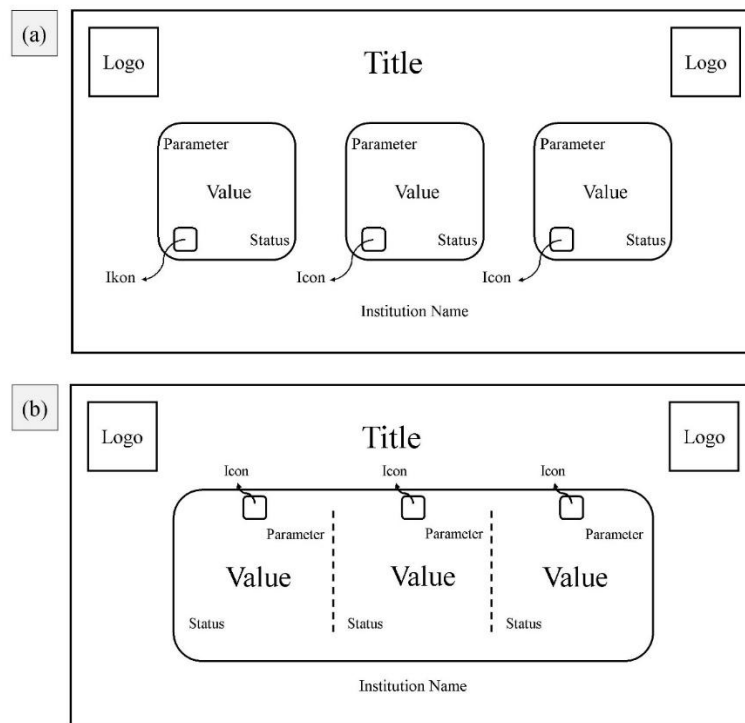 (a)
Logo
Title
Logo
Parameter
Parameter
Parameter
Value
Value
Value
Status
Status
Status
Ikon
Icon
Icon
Institution Name
(b)
Logo
Title
Logo
Icon
Icon
Icon
Parameter
Parameter
Parameter
Value
Value
Value
Status
Status
Status
Institution Name